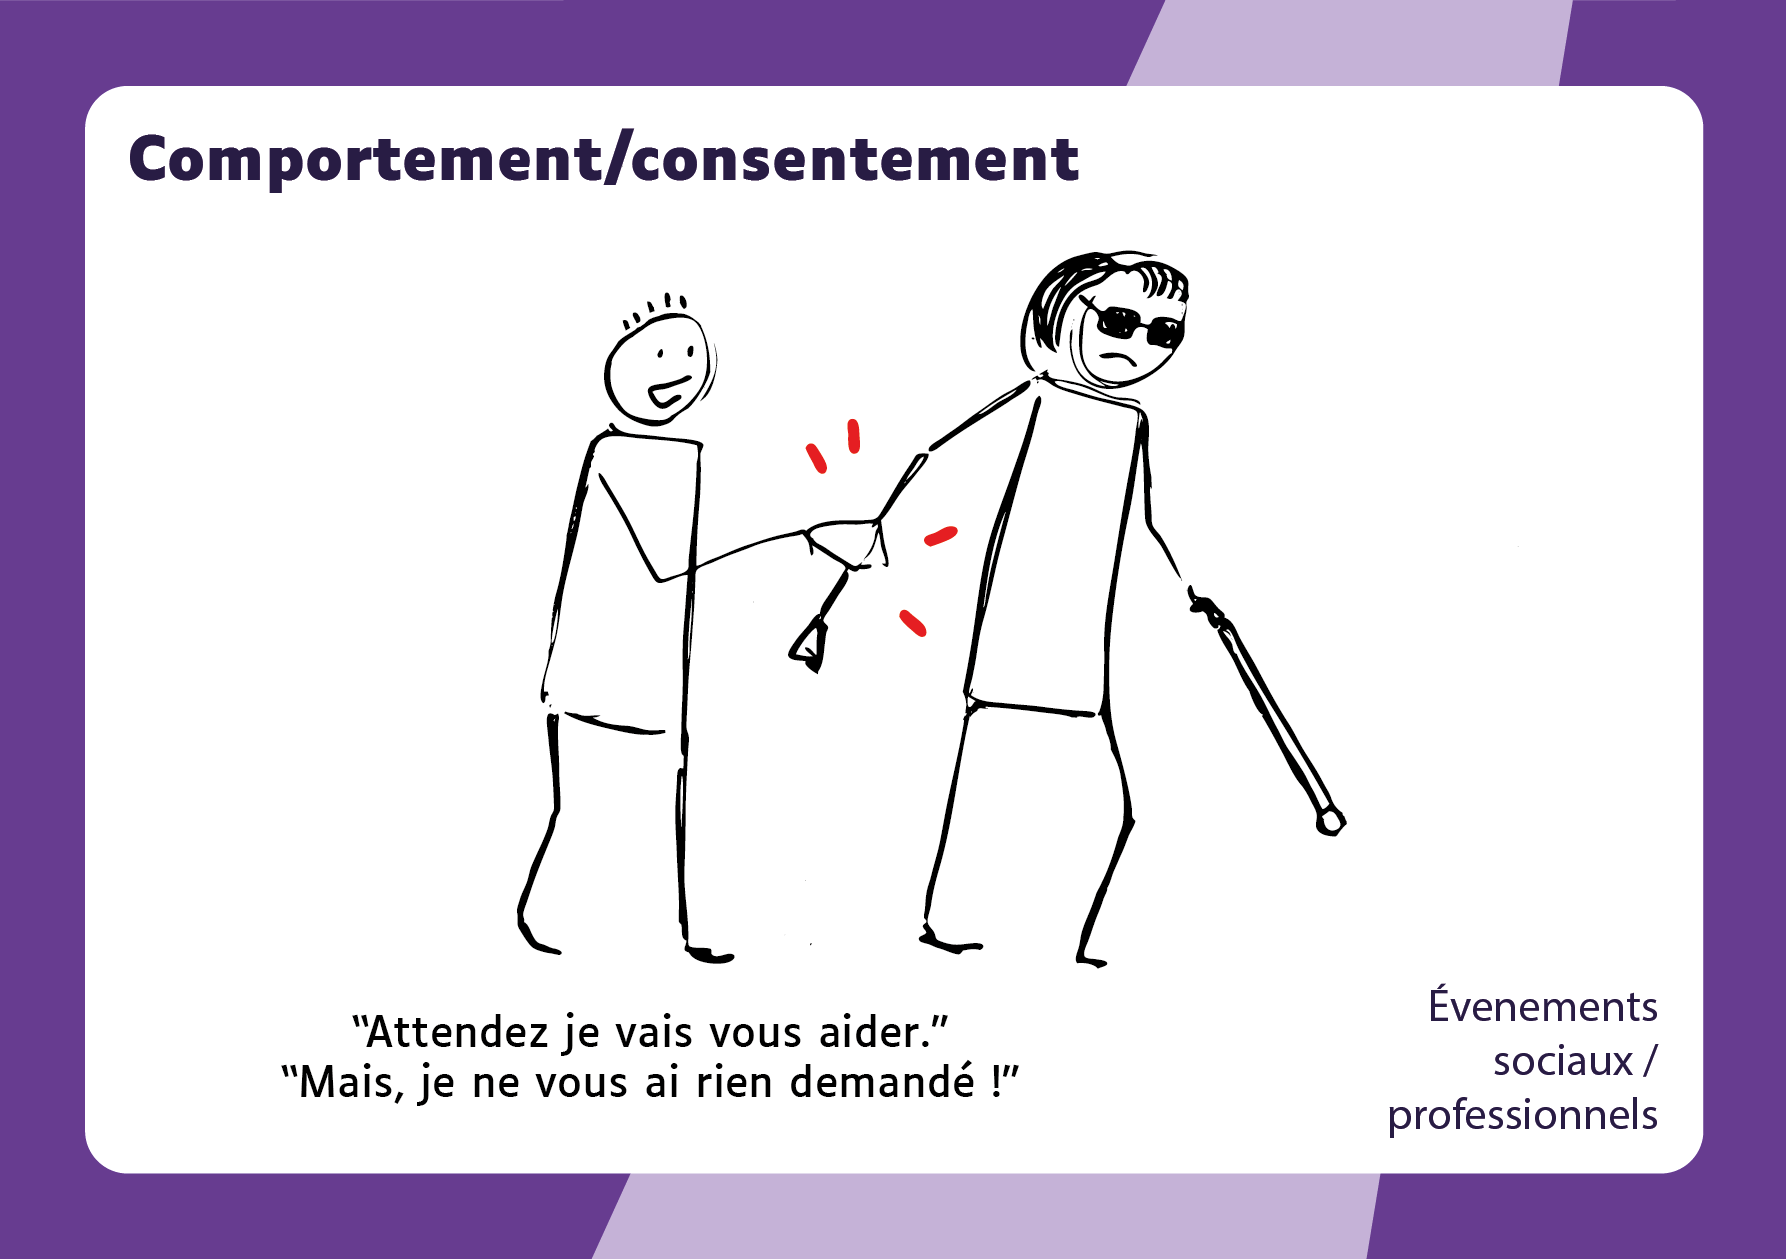 Comportement/consentement
“Attendez je vais vous aider.”
“Mais, je ne vous ai rien demandé !”
Évenements
sociaux /
professionnels